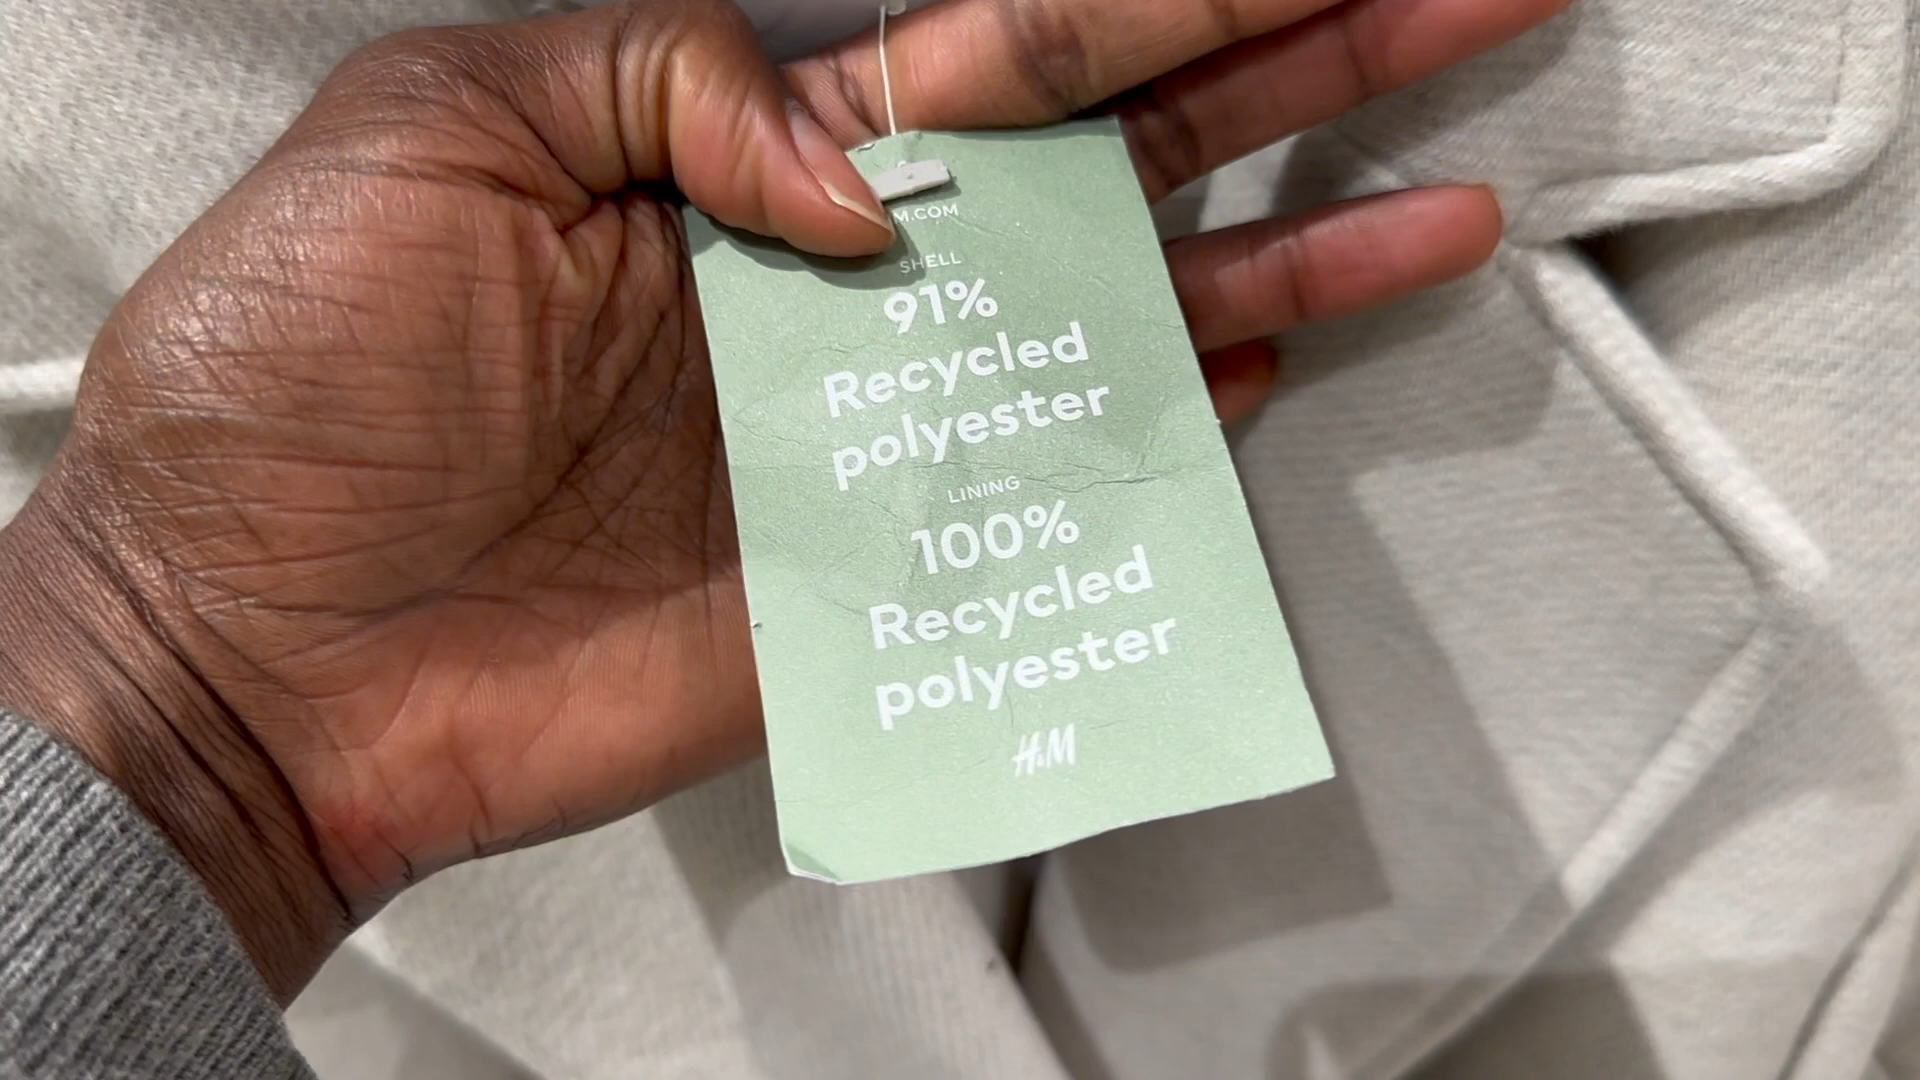 M.COM
SHELL
91%
Recycled
polyester
LINING
100%
Recycled
polyester
H&M